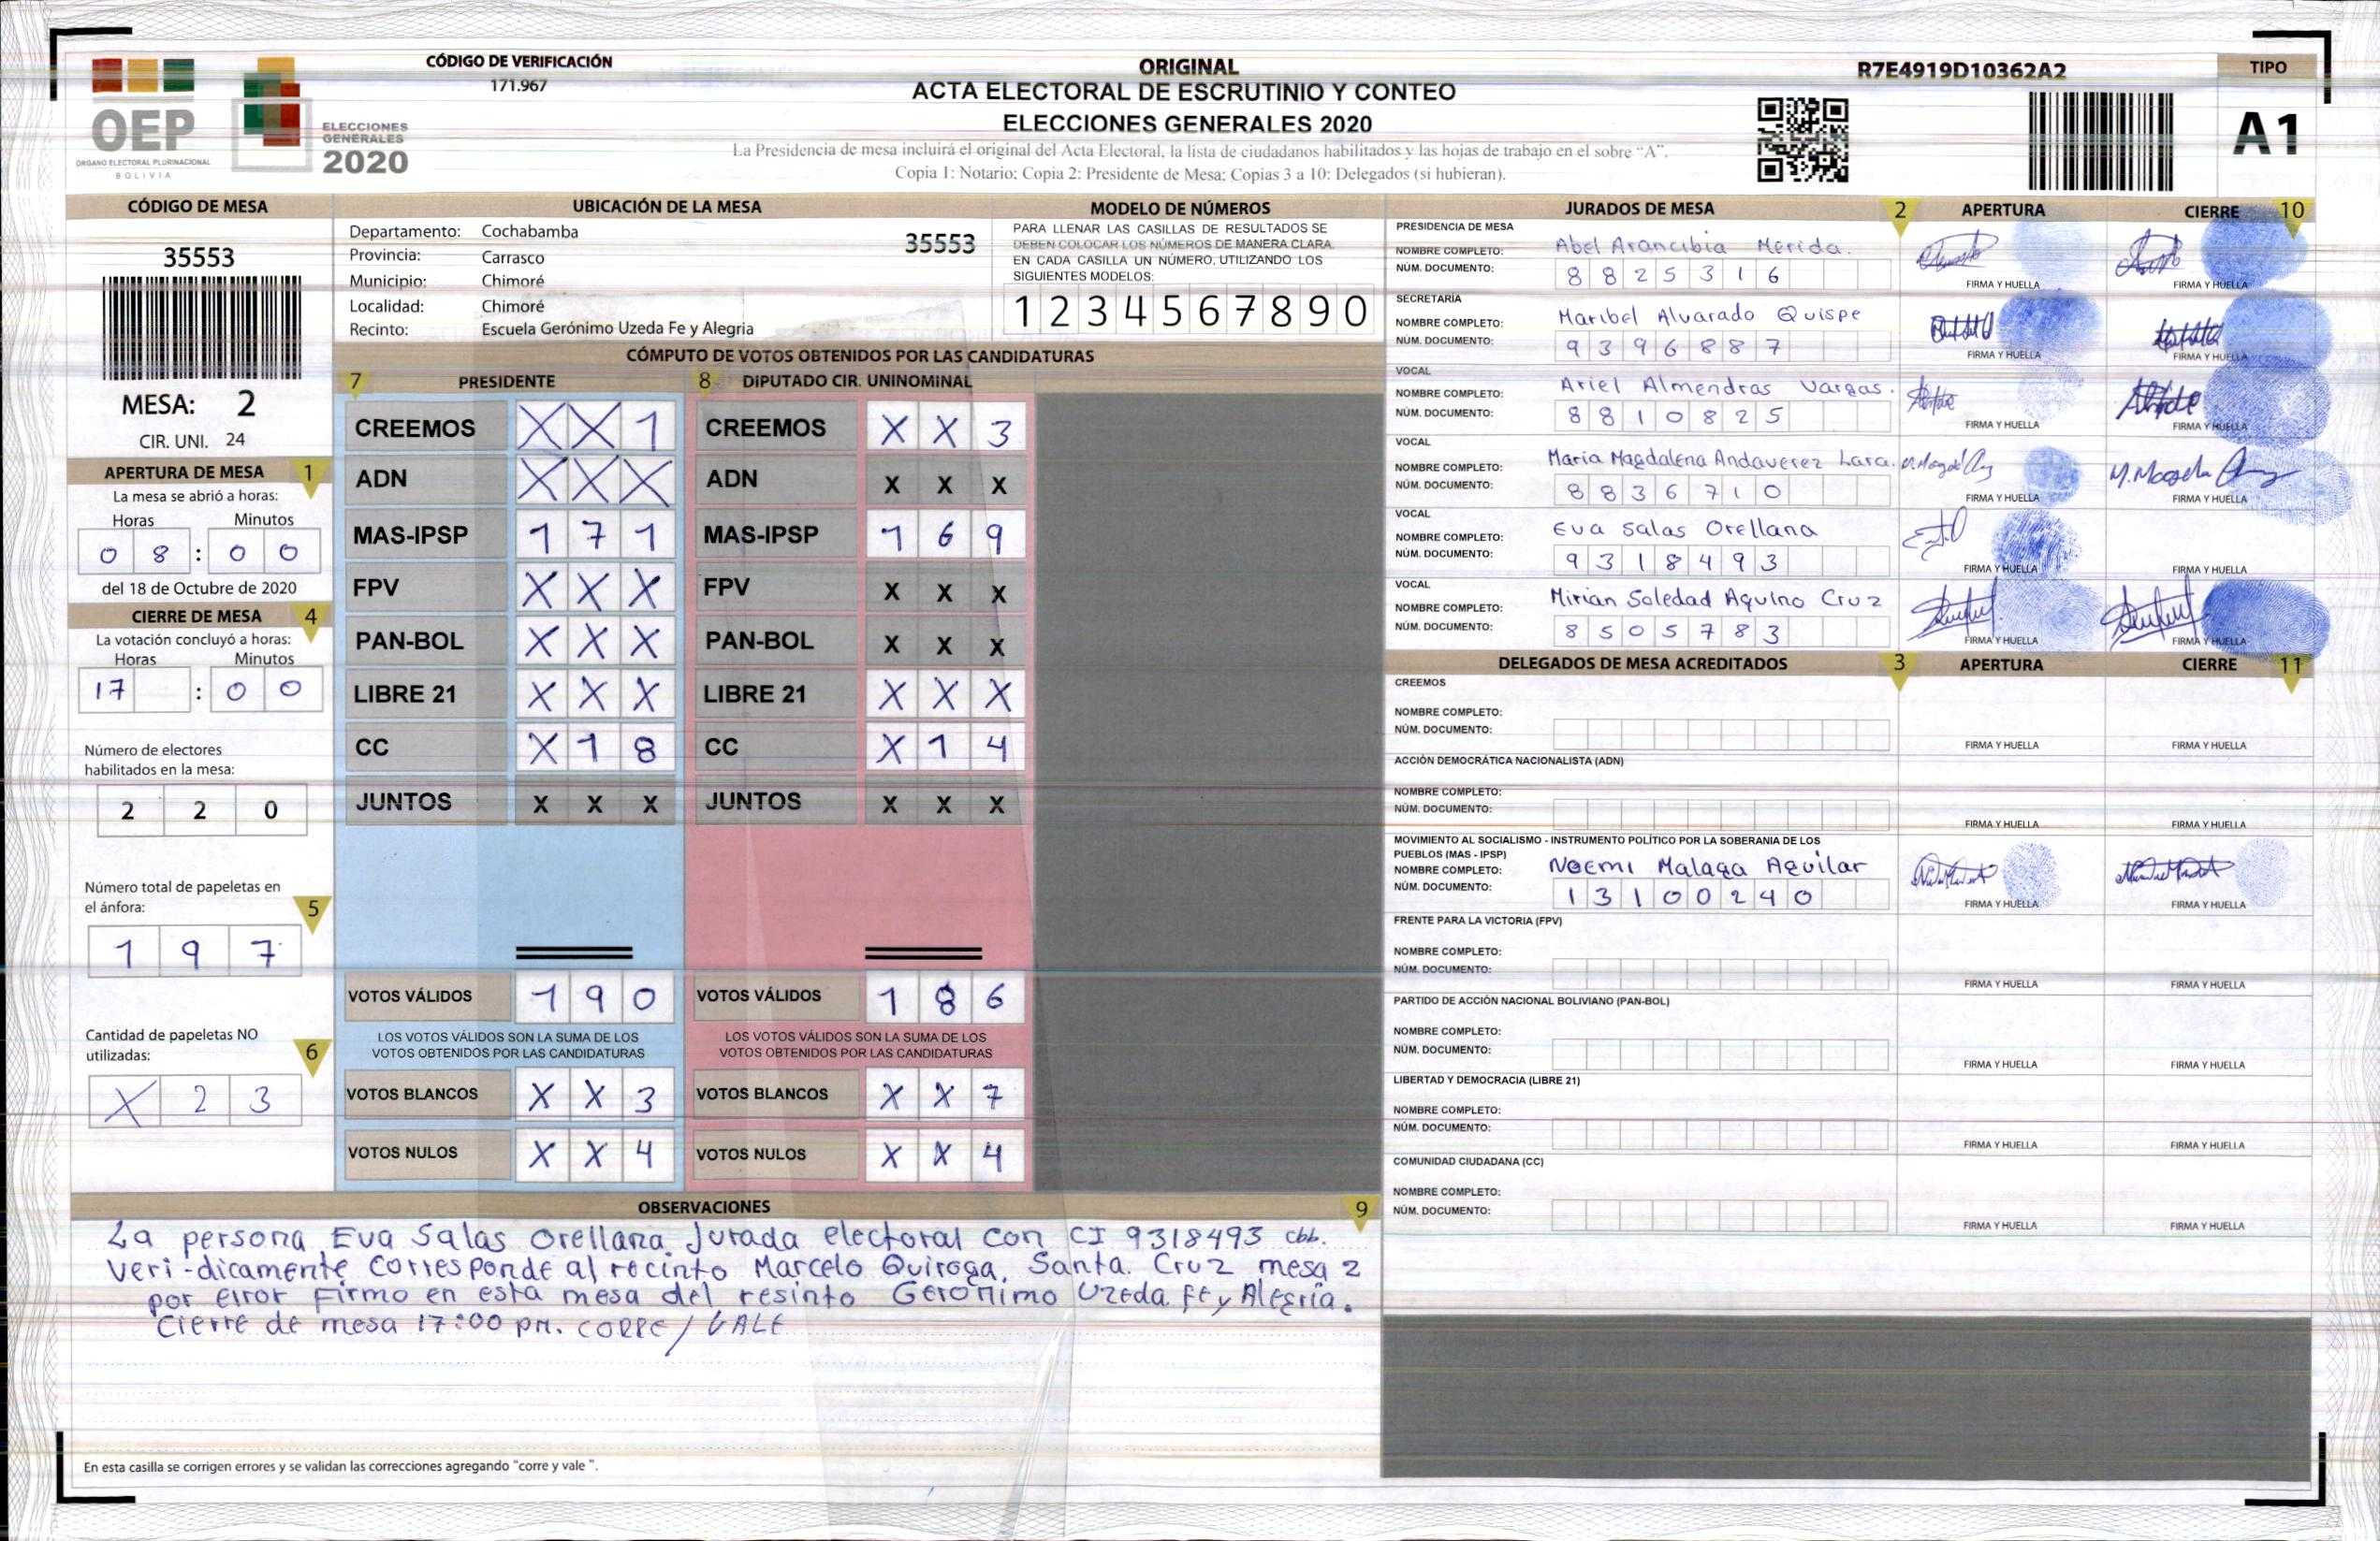 CÓDIGO DE VERIFICACIÓN
171.967
ORIGINAL
ACTA ELECTORAL DE ESCRUTINIO Y CONTEO
ELECCIONES GENERALES 2020
La Presidencia de mesa incluirá el original del Acta Electoral, la lista de ciudadanos habilitados y las hojas de trabajo en el sobre "A".
Copia 1: Notario; Copia 2: Presidente de Mesa; Copias 3 a 10: Delegados (si hubieran).
R7E4919D10362A2
TIPO
A1
OEP
ÓRGANO ELECTORAL PLURINACIONAL
BOLIVIA
ELECCIONES
GENERALES
2020
CÓDIGO DE MESA
35553
MESA: 2
CIR. UNI. 24
APERTURA DE MESA 1
La mesa se abrió a horas:
Horas Minutos
0 8 : 0 0
del 18 de Octubre de 2020
CIERRE DE MESA 4
La votación concluyó a horas:
Horas Minutos
17 : 0 0
Número de electores
habilitados en la mesa:
2 2 0
Número total de papeletas en
el ánfora: 5
1 9 7
Cantidad de papeletas NO
utilizadas: 6
X 2 3
UBICACIÓN DE LA MESA
Departamento: Cochabamba
35553
Provincia: Carrasco
Municipio: Chimoré
Localidad: Chimoré
Recinto: Escuela Gerónimo Uzeda Fe y Alegria
MODELO DE NÚMEROS
PARA LLENAR LAS CASILLAS DE RESULTADOS SE
DEBEN COLOCAR LOS NÚMEROS DE MANERA CLARA.
EN CADA CASILLA UN NÚMERO, UTILIZANDO LOS
SIGUIENTES MODELOS:
1 2 3 4 5 6 7 8 9 0
CÓMPUTO DE VOTOS OBTENIDOS POR LAS CANDIDATURAS
7 PRESIDENTE 8 DIPUTADO CIR. UNINOMINAL
CREEMOS X X 1 CREEMOS X X 3
ADN X X X ADN X X X
MAS-IPSP 1 7 1 MAS-IPSP 1 6 9
FPV X X X FPV X X X
PAN-BOL X X X PAN-BOL X X X
LIBRE 21 X X X LIBRE 21 X X X
CC X 1 8 CC X 1 4
JUNTOS X X X JUNTOS X X X
VOTOS VÁLIDOS 1 9 0 VOTOS VÁLIDOS 1 8 6
LOS VOTOS VÁLIDOS SON LA SUMA DE LOS LOS VOTOS VÁLIDOS SON LA SUMA DE LOS
VOTOS OBTENIDOS POR LAS CANDIDATURAS VOTOS OBTENIDOS POR LAS CANDIDATURAS
VOTOS BLANCOS X X 3 VOTOS BLANCOS X X 7
VOTOS NULOS X X 4 VOTOS NULOS X X 4
JURADOS DE MESA 2 APERTURA CIERRE 10
PRESIDENCIA DE MESA
NOMBRE COMPLETO: Abel Arancibia Merida.
NÚM. DOCUMENTO: 8 8 2 5 3 1 6
FIRMA Y HUELLA FIRMA Y HUELLA
SECRETARÍA
NOMBRE COMPLETO: Maribel Alvarado Quispe
NÚM. DOCUMENTO: 9 3 9 6 8 8 7
FIRMA Y HUELLA FIRMA Y HUELLA
VOCAL
NOMBRE COMPLETO: Ariel Almendras Vargas.
NÚM. DOCUMENTO: 8 8 1 0 8 2 5
FIRMA Y HUELLA FIRMA Y HUELLA
VOCAL
NOMBRE COMPLETO: Maria Magdalena Andaverez Lara.
NÚM. DOCUMENTO: 8 8 3 6 7 1 0
FIRMA Y HUELLA FIRMA Y HUELLA
VOCAL
NOMBRE COMPLETO: Eva Salas Orellana
NÚM. DOCUMENTO: 9 3 1 8 4 9 3
FIRMA Y HUELLA FIRMA Y HUELLA
VOCAL
NOMBRE COMPLETO: Mirian Soledad Aquino Cruz
NÚM. DOCUMENTO: 8 5 0 5 7 8 3
FIRMA Y HUELLA FIRMA Y HUELLA
DELEGADOS DE MESA ACREDITADOS 3 APERTURA CIERRE 11
CREEMOS
NOMBRE COMPLETO:
NÚM. DOCUMENTO:
FIRMA Y HUELLA FIRMA Y HUELLA
ACCIÓN DEMOCRÁTICA NACIONALISTA (ADN)
NOMBRE COMPLETO:
NÚM. DOCUMENTO:
FIRMA Y HUELLA FIRMA Y HUELLA
MOVIMIENTO AL SOCIALISMO - INSTRUMENTO POLÍTICO POR LA SOBERANIA DE LOS
PUEBLOS (MAS - IPSP)
NOMBRE COMPLETO: Noemi Malaga Aguilar
NÚM. DOCUMENTO: 1 3 1 0 0 2 4 0
FIRMA Y HUELLA FIRMA Y HUELLA
FRENTE PARA LA VICTORIA (FPV)
NOMBRE COMPLETO:
NÚM. DOCUMENTO:
FIRMA Y HUELLA FIRMA Y HUELLA
PARTIDO DE ACCIÓN NACIONAL BOLIVIANO (PAN-BOL)
NOMBRE COMPLETO:
NÚM. DOCUMENTO:
FIRMA Y HUELLA FIRMA Y HUELLA
LIBERTAD Y DEMOCRACIA (LIBRE 21)
NOMBRE COMPLETO:
NÚM. DOCUMENTO:
FIRMA Y HUELLA FIRMA Y HUELLA
COMUNIDAD CIUDADANA (CC)
NOMBRE COMPLETO:
NÚM. DOCUMENTO:
FIRMA Y HUELLA FIRMA Y HUELLA
OBSERVACIONES 9
La persona Eva Salas Orellana Jurada electoral con CI 9318493 cbb.
veri-dicamente corresponde al recinto Marcelo Quiroga, Santa. Cruz mesa 2
por error Firmo en esta mesa del resinto Geronimo Uzeda fe y Alegria.
Cierre de mesa 17:00 pm. CORRE / VALE
En esta casilla se corrigen errores y se validan las correcciones agregando "corre y vale ".